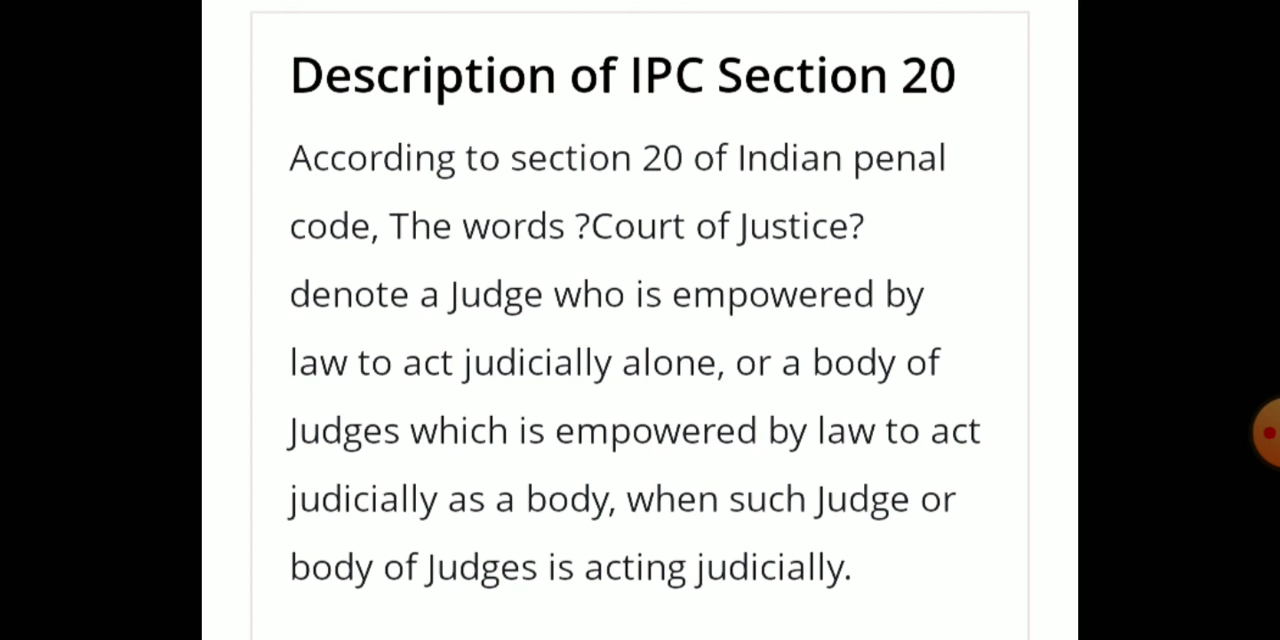 Description of IPC Section 20
According to section 20 of Indian penal
code, The words ?Court of Justice?
denote a Judge who is empowered by
law to act judicially alone, or a body of
Judges which is empowered by law to act
judicially as a body, when such Judge or
body of Judges is acting judicially.